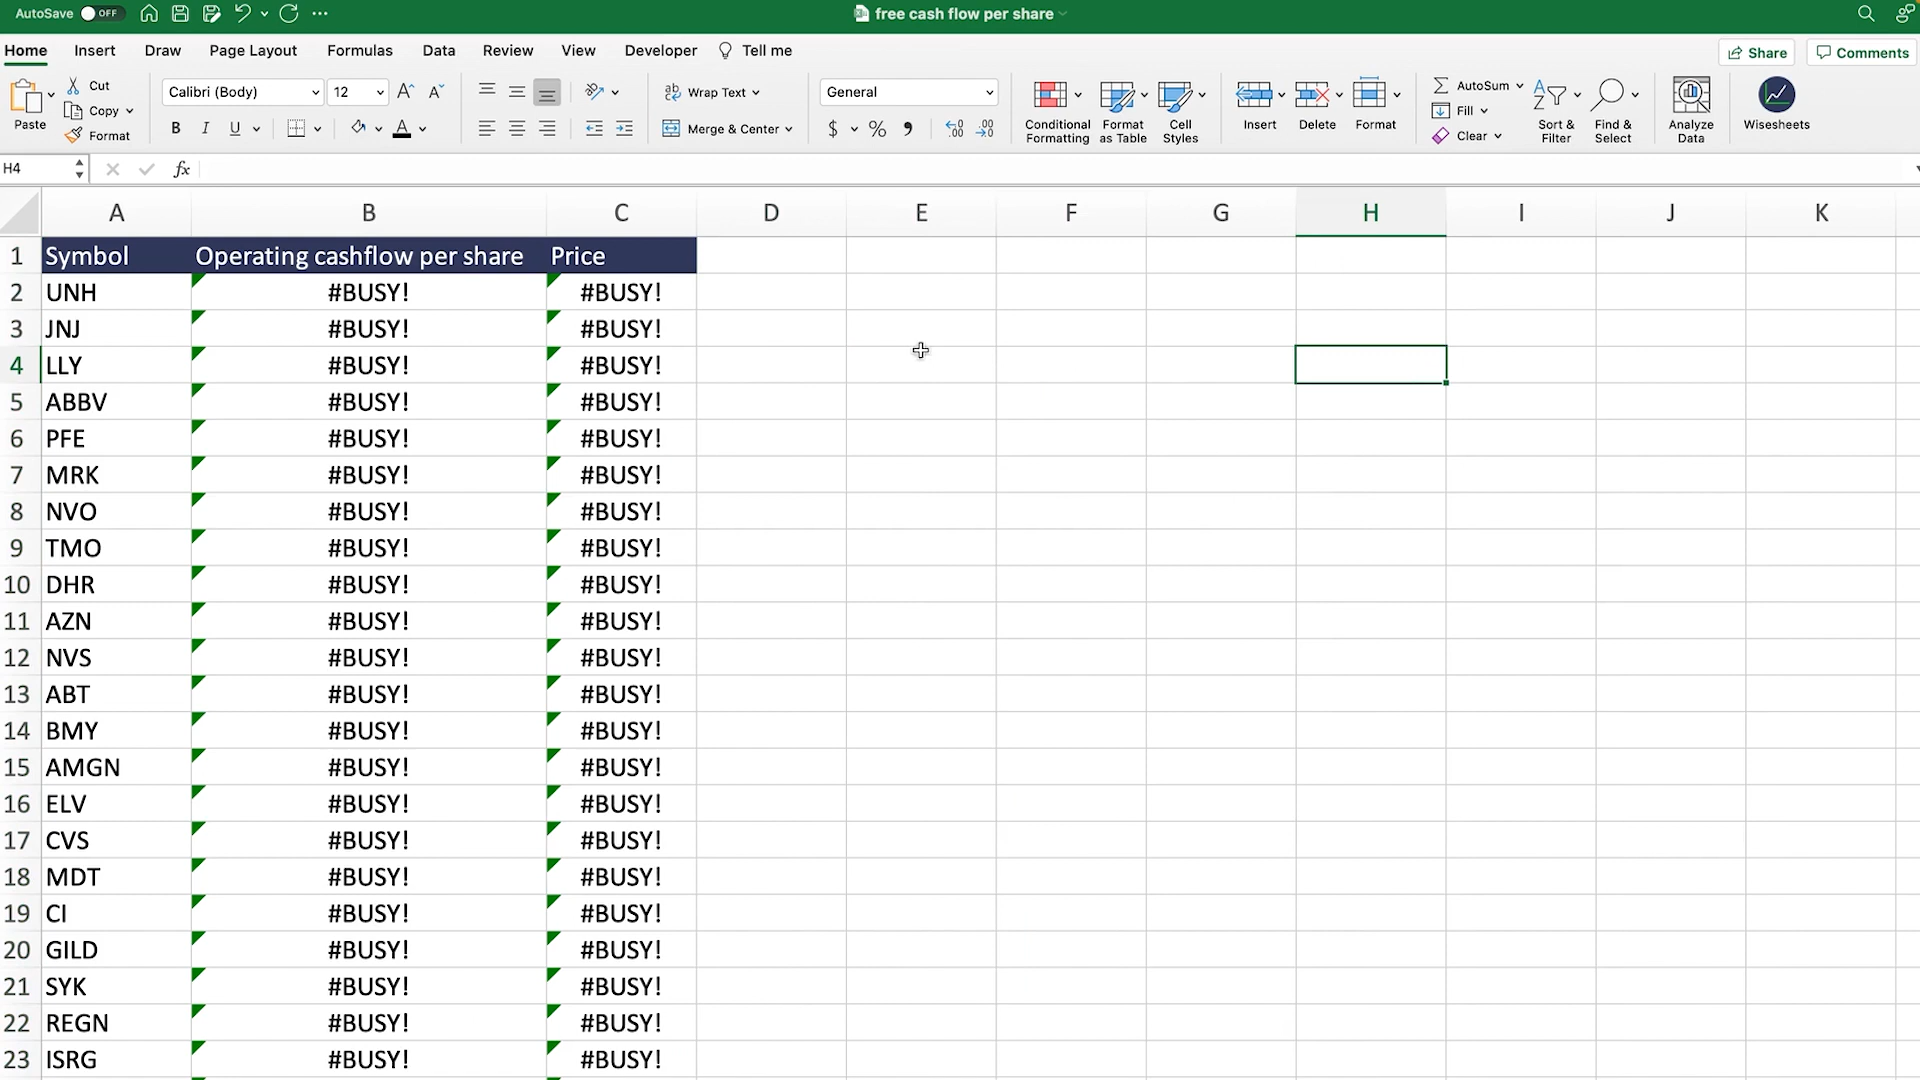 AutoSave OFF free cash flow per share
Home Insert Draw Page Layout Formulas Data Review View Developer Tell me Share Comments
Paste Cut Copy Format
Calibri (Body) 12 A A
B I U A
Wrap Text
Merge & Center
General
$ % 9 .00 .00
Conditional Formatting
Format as Table
Cell Styles
Insert Delete Format
AutoSum
Fill
Clear
Sort & Filter
Find & Select
Analyze Data
Wisesheets
H4 fx
A B C D E F G H I J K
1 Symbol Operating cashflow per share Price
2 UNH #BUSY! #BUSY!
3 JNJ #BUSY! #BUSY!
4 LLY #BUSY! #BUSY!
5 ABBV #BUSY! #BUSY!
6 PFE #BUSY! #BUSY!
7 MRK #BUSY! #BUSY!
8 NVO #BUSY! #BUSY!
9 TMO #BUSY! #BUSY!
10 DHR #BUSY! #BUSY!
11 AZN #BUSY! #BUSY!
12 NVS #BUSY! #BUSY!
13 ABT #BUSY! #BUSY!
14 BMY #BUSY! #BUSY!
15 AMGN #BUSY! #BUSY!
16 ELV #BUSY! #BUSY!
17 CVS #BUSY! #BUSY!
18 MDT #BUSY! #BUSY!
19 CI #BUSY! #BUSY!
20 GILD #BUSY! #BUSY!
21 SYK #BUSY! #BUSY!
22 REGN #BUSY! #BUSY!
23 ISRG #BUSY! #BUSY!